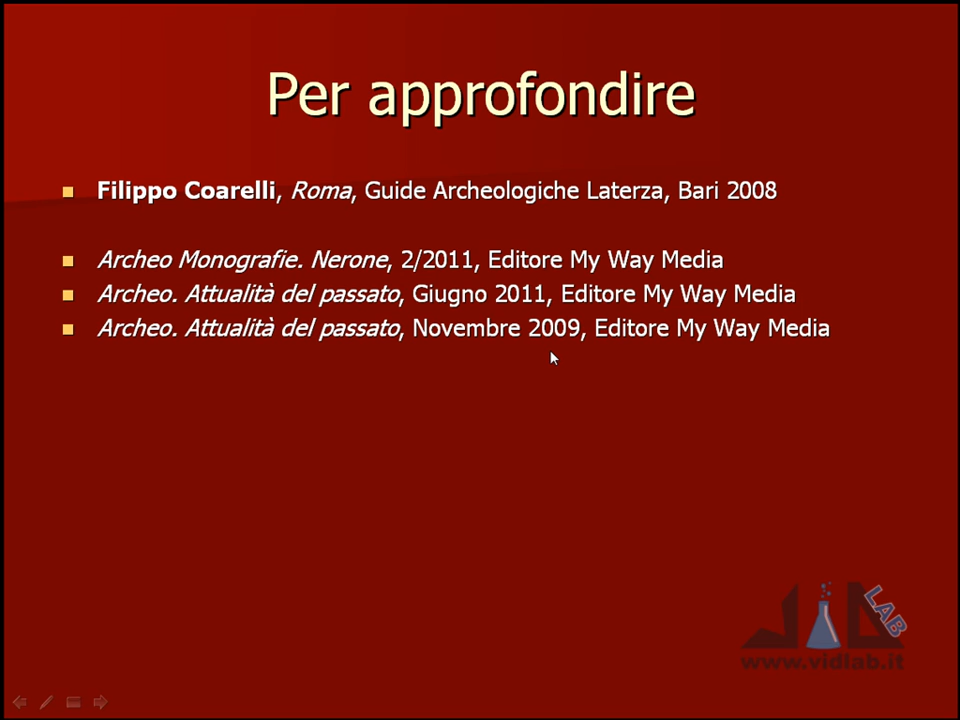 Per approfondire
Filippo Coarelli, Roma, Guide Archeologiche Laterza, Bari 2008
Archeo Monografie. Nerone, 2/2011, Editore My Way Media
Archeo. Attualità del passato, Giugno 2011, Editore My Way Media
Archeo. Attualità del passato, Novembre 2009, Editore My Way Media
LAB
www.vidlab.it